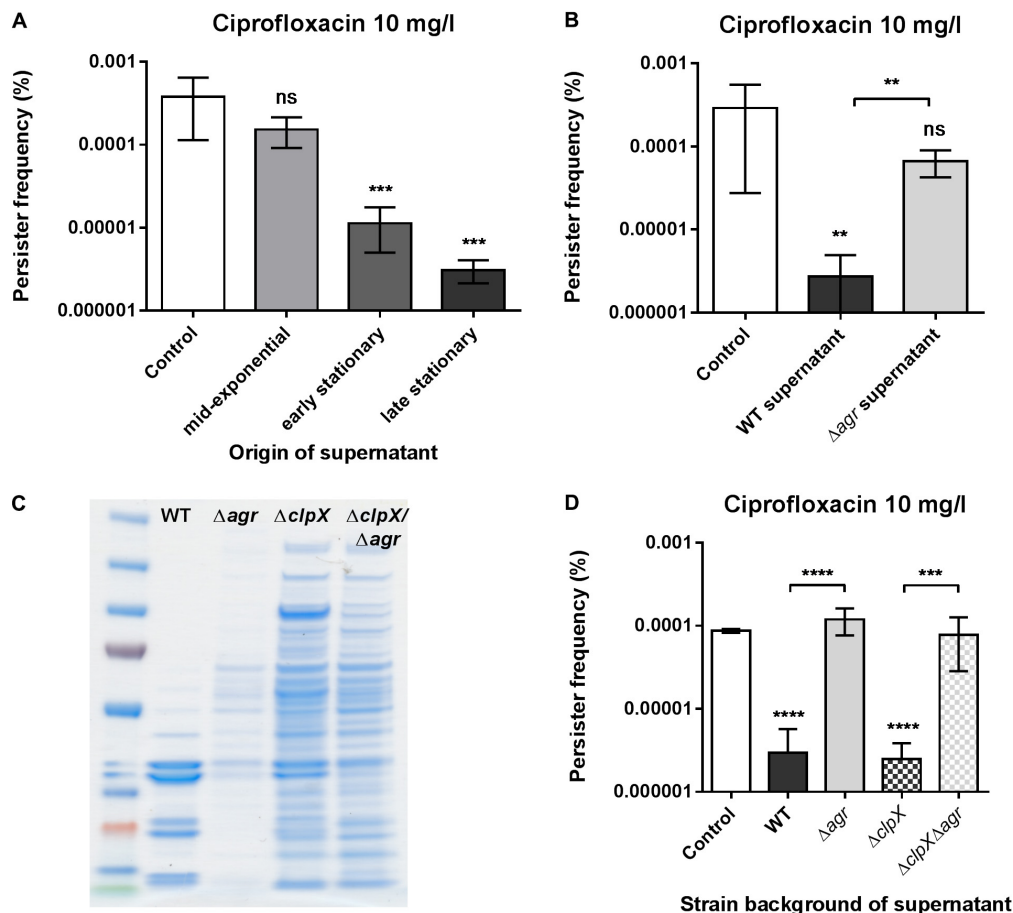 A
Ciprofloxacin 10 mg/l
Persister frequency (%)
0.001
0.0001
0.00001
0.000001
ns
***
***
Control
mid-exponential
early stationary
late stationary
Origin of supernatant
B
Ciprofloxacin 10 mg/l
Persister frequency (%)
0.001
0.0001
0.00001
0.000001
**
**
ns
Control
WT supernatant
Δagr supernatant
C
WT
Δagr
ΔclpX
ΔclpX/
Δagr
D
Ciprofloxacin 10 mg/l
Persister frequency (%)
0.001
0.0001
0.00001
0.000001
****
***
****
****
Control
WT
Δagr
ΔclpX
ΔclpXΔagr
Strain background of supernatant